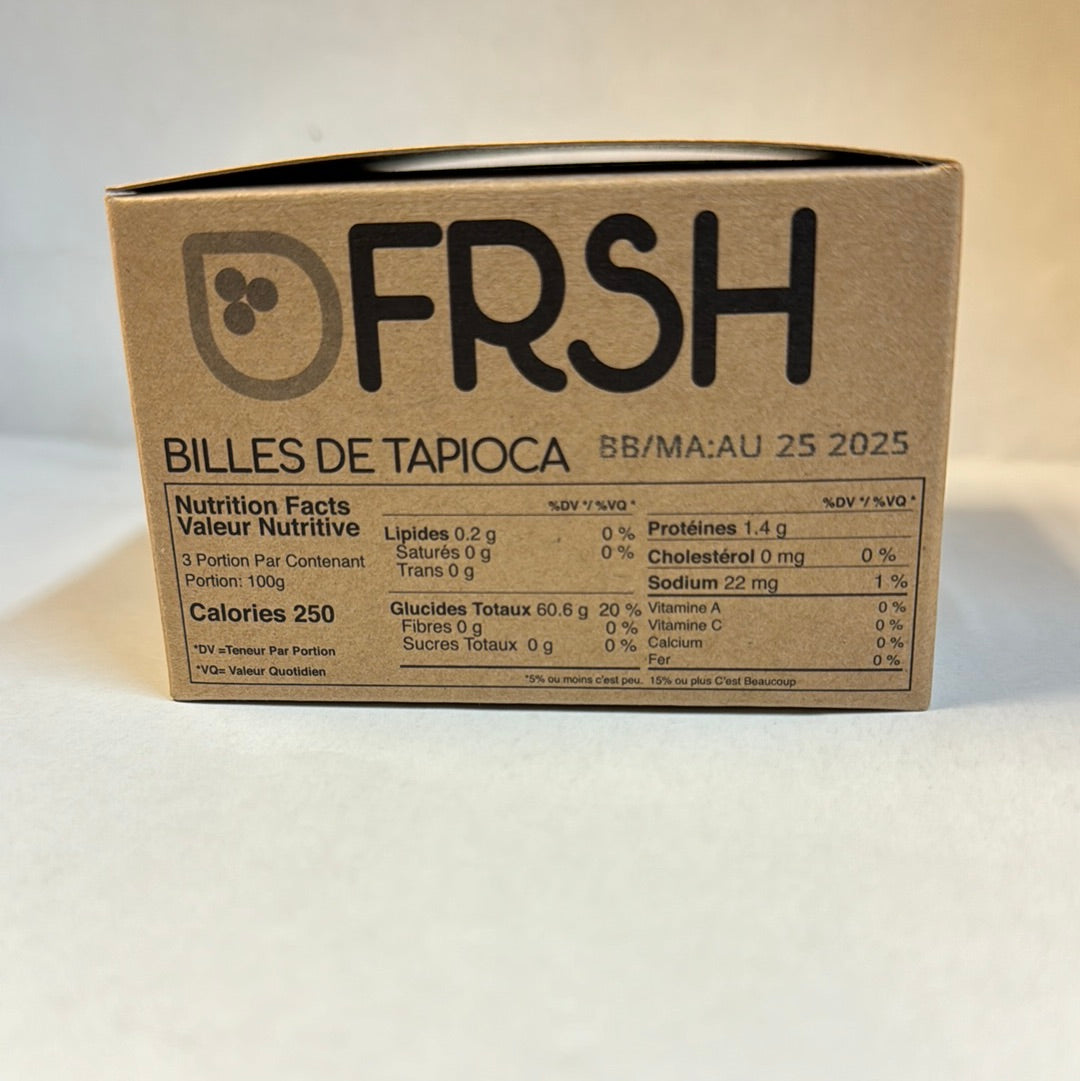 FRSH
BILLES DE TAPIOCA
BB/MA:AU 25 2025
Nutrition Facts
Valeur Nutritive
3 Portion Par Contenant
Portion: 100g
Calories 250
*DV =Teneur Par Portion
*VQ= Valeur Quotidien
%DV */ %VQ *
Lipides 0.2 g 0 %
Saturés 0 g 0 %
Trans 0 g
Glucides Totaux 60.6 g 20 %
Fibres 0 g 0 %
Sucres Totaux 0 g 0 %
%DV */ %VQ *
Protéines 1.4 g
Cholestérol 0 mg 0 %
Sodium 22 mg 1 %
Vitamine A 0 %
Vitamine C 0 %
Calcium 0 %
Fer 0 %
*5% ou moins c'est peu. 15% ou plus C'est Beaucoup